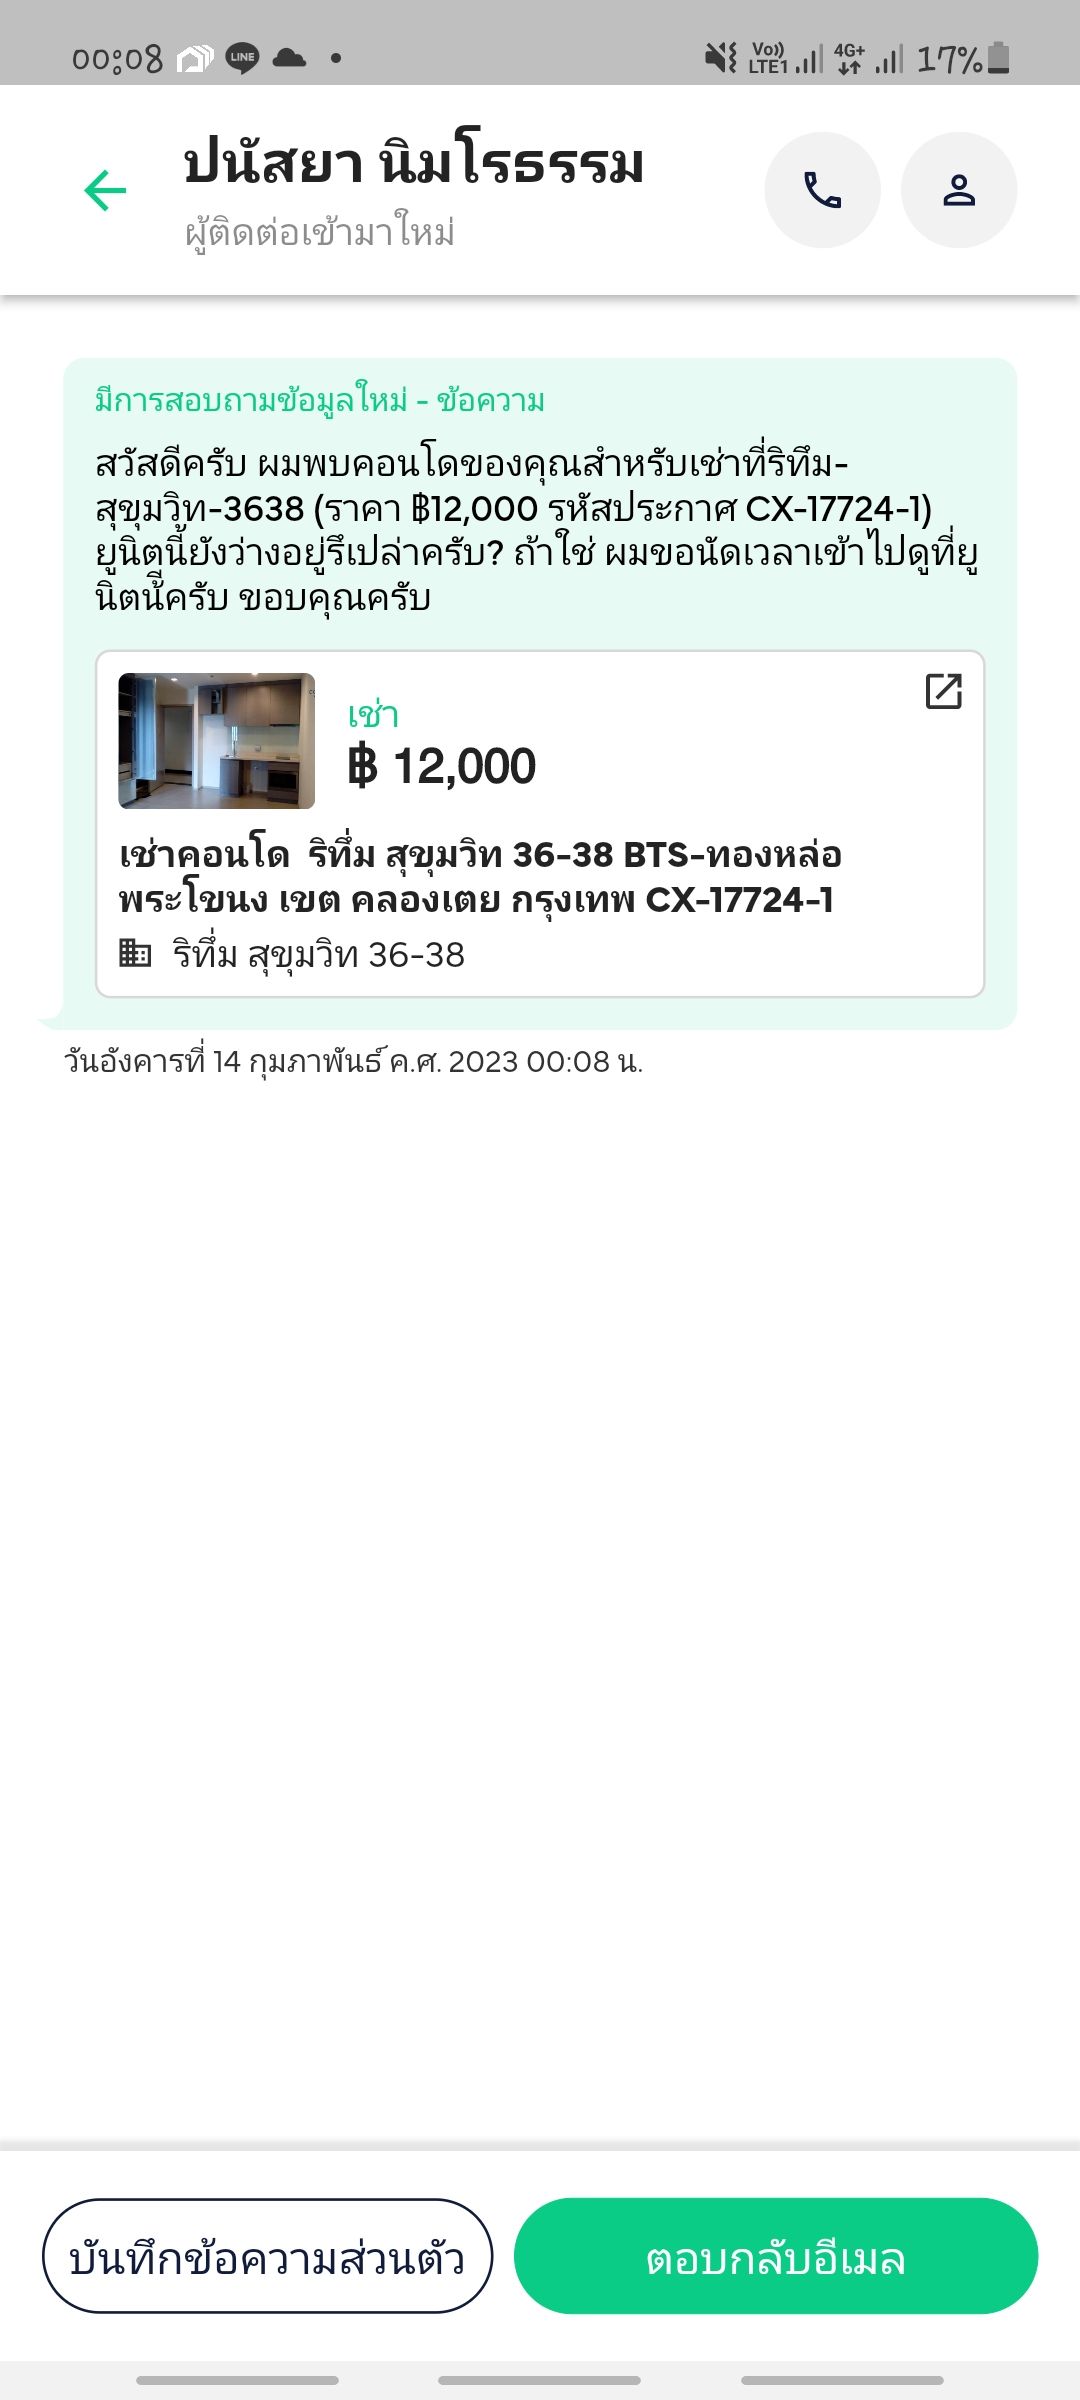 00:08
LINE
Vo))
LTE1
4G+
17%
ปนัสยา นิมโรธรรม
ผู้ติดต่อเข้ามาใหม่
มีการสอบถามข้อมูลใหม่ - ข้อความ
สวัสดีครับ ผมพบคอนโดของคุณสำหรับเช่าที่ริทึม-
สุขุมวิท-3638 (ราคา ฿12,000 รหัสประกาศ CX-17724-1)
ยูนิตนี้ยังว่างอยู่รึเปล่าครับ? ถ้าใช่ ผมขอนัดเวลาเข้าไปดูที่ยู
นิตนี้ครับ ขอบคุณครับ
เช่า
฿ 12,000
เช่าคอนโด ริทึ่ม สุขุมวิท 36-38 BTS-ทองหล่อ
พระโขนง เขต คลองเตย กรุงเทพ CX-17724-1
ริทึ่ม สุขุมวิท 36-38
วันอังคารที่ 14 กุมภาพันธ์ ค.ศ. 2023 00:08 น.
บันทึกข้อความส่วนตัว
ตอบกลับอีเมล